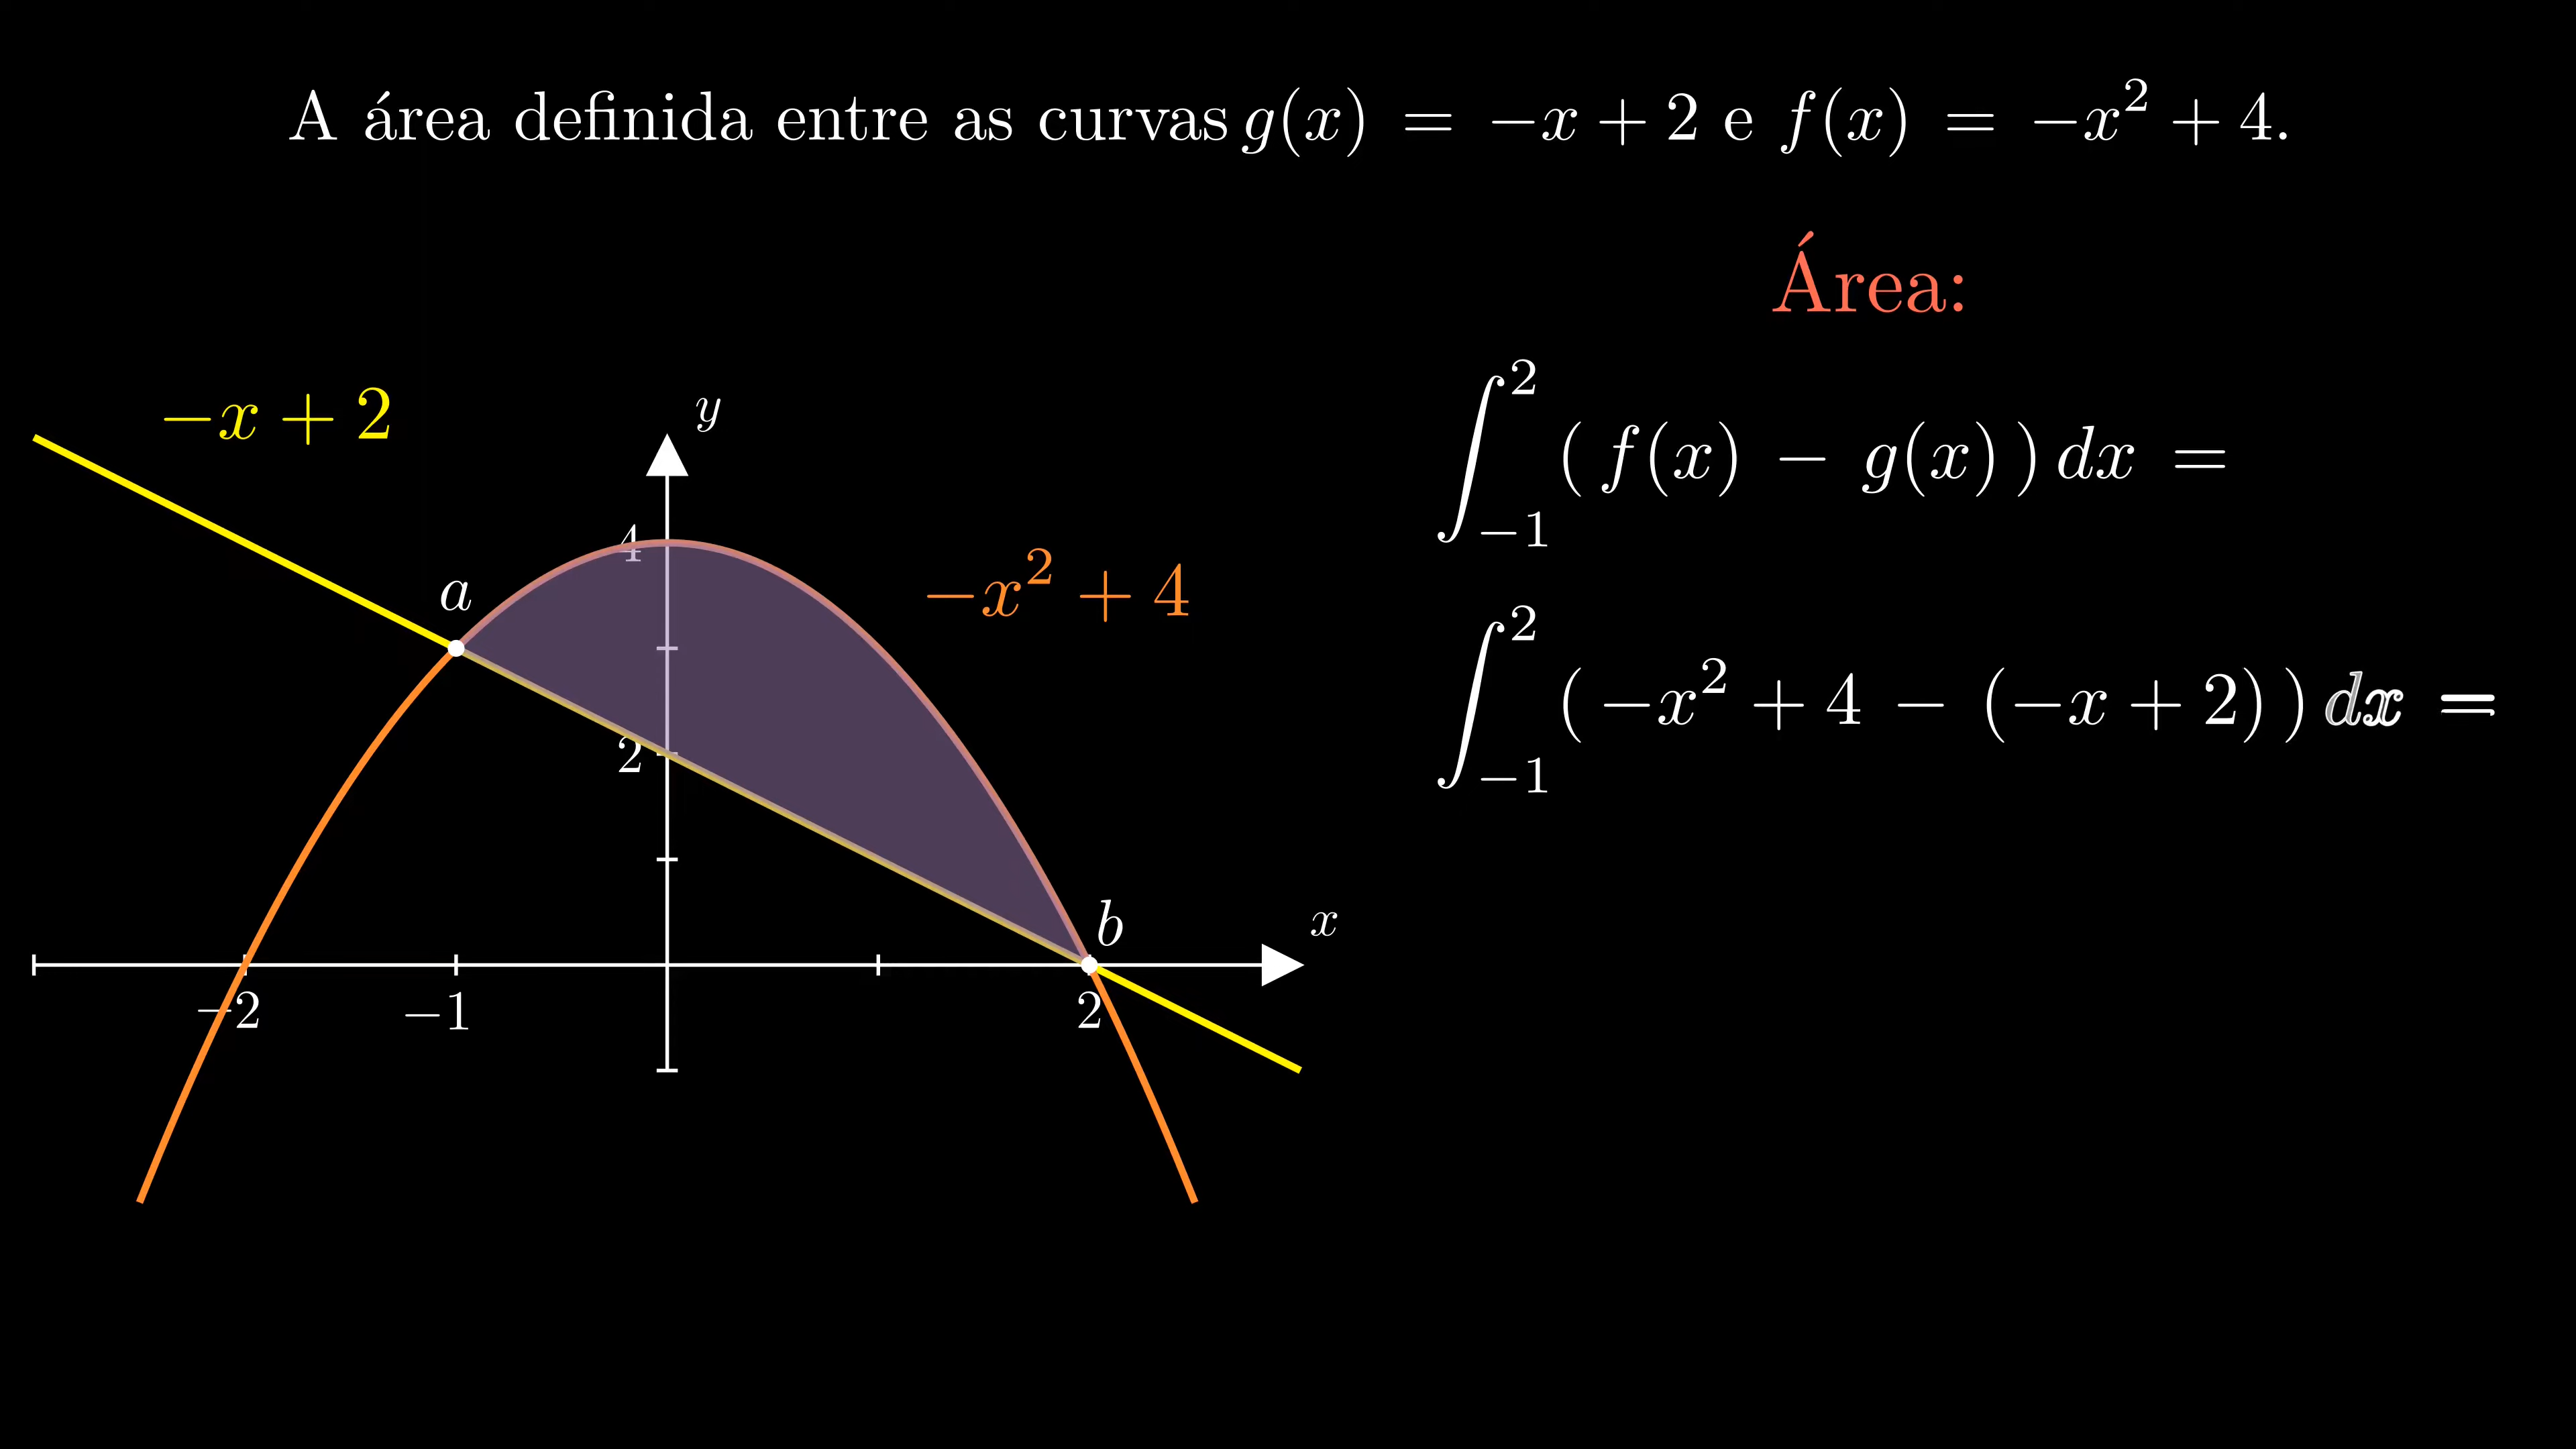 A área definida entre as curvas g(x) = −x + 2 e f(x) = −x² + 4.
Área:
∫₋₁² ( f(x) − g(x) ) dx =
∫₋₁² ( −x² + 4 − (−x + 2) ) dx =
−x + 2
y
4
−x² + 4
a
2
b
x
−2 −1 2